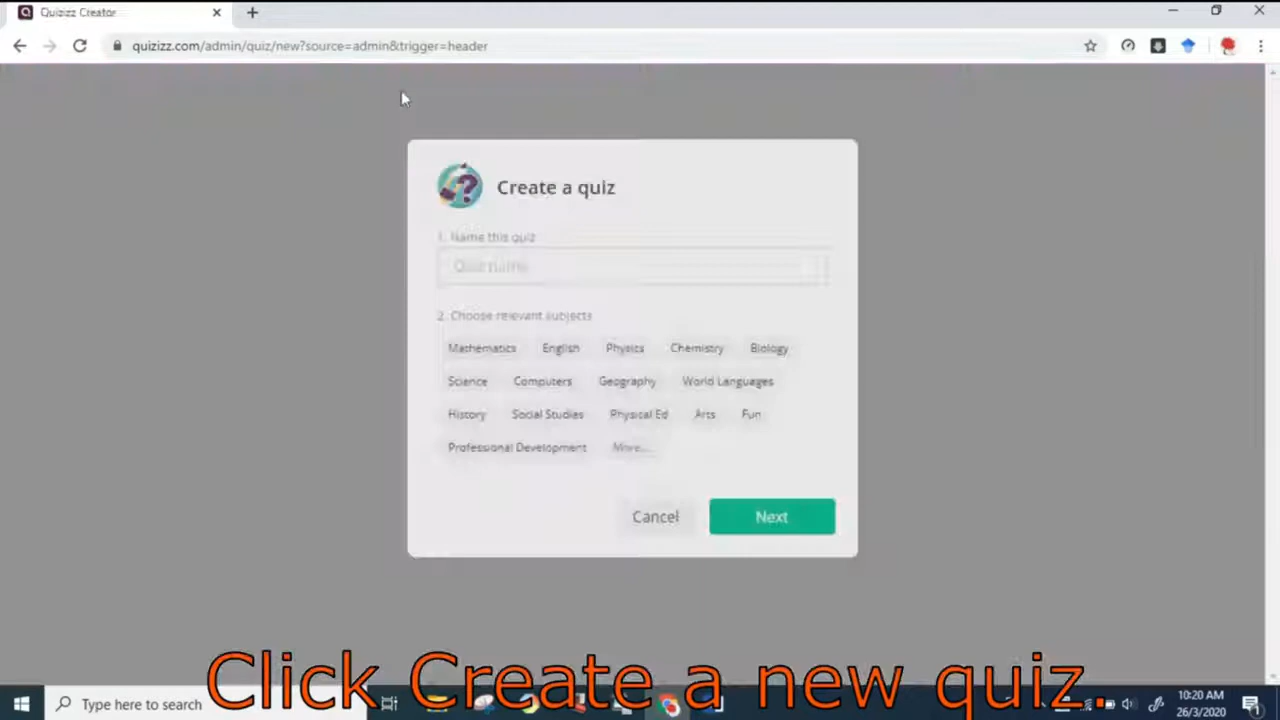 Quizizz Creator
quizizz.com/admin/quiz/new?source=admin&trigger=header
Create a quiz
1. Name this quiz
Quiz name
2. Choose relevant subjects
Mathematics English Physics Chemistry Biology
Science Computers Geography World Languages
History Social Studies Physical Ed Arts Fun
Professional Development More...
Cancel Next
Click Create a new quiz.
Type here to search
10:20 AM
26/3/2020
1